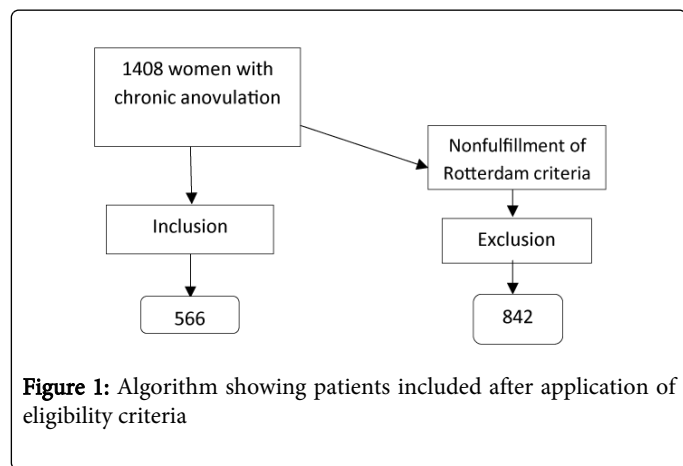 1408 women with
chronic anovulation
Nonfulfillment of
Rotterdam criteria
Inclusion
Exclusion
566
842
Figure 1: Algorithm showing patients included after application of
eligibility criteria